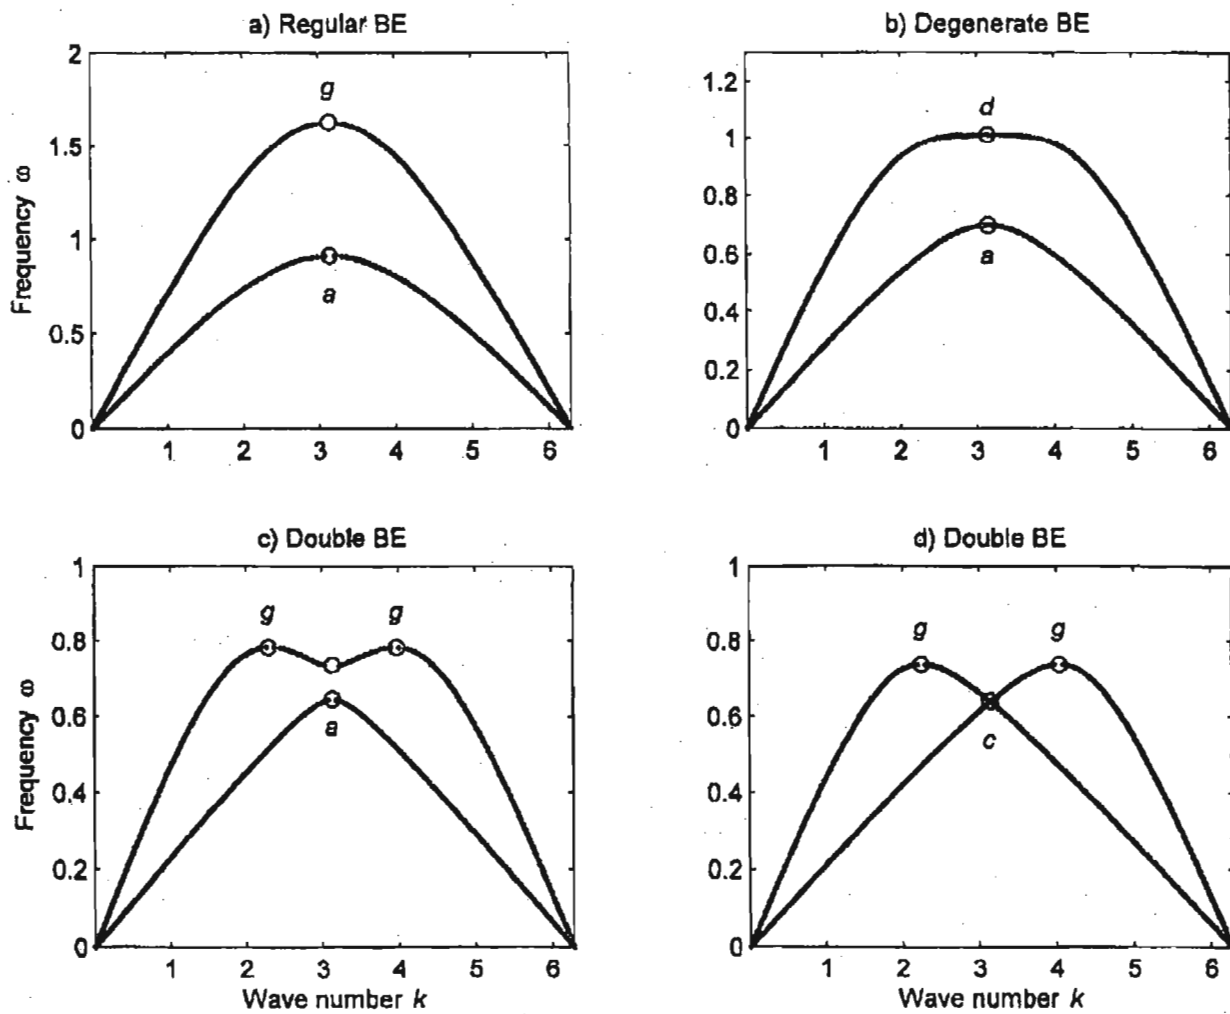 a) Regular BE
b) Degenerate BE
2
1.5
1
0.5
0
Frequency ω
g
a
1 2 3 4 5 6
1.2
1
0.8
0.6
0.4
0.2
0
d
a
1 2 3 4 5 6
c) Double BE
d) Double BE
1
0.8
0.6
0.4
0.2
0
Frequency ω
g g
a
1 2 3 4 5 6
Wave number k
1
0.8
0.6
0.4
0.2
0
g g
c
1 2 3 4 5 6
Wave number k